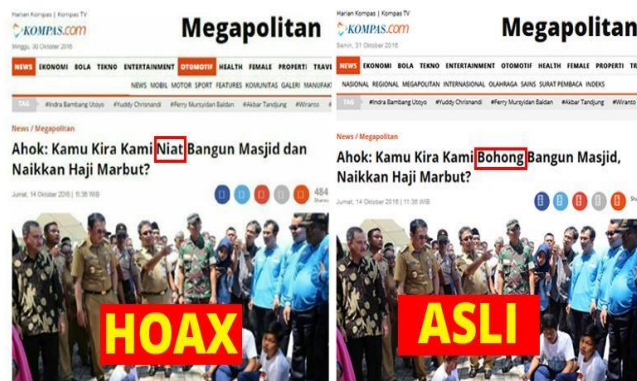 Harian Kompas | Kompas TV
KOMPAS.COM
Megapolitan
Minggu, 30 Oktober 2016
NEWS EKONOMI BOLA TEKNO ENTERTAINMENT OTOMOTIF HEALTH FEMALE PROPERTI TRAVE
NEWS MOBIL MOTOR SPORT FEATURES KOMUNITAS GALERI MANUFAK
TAG #Indra Bambang Utoyo #Yuddy Chrisnandi #Ferry Mursyidan Baldan #Akbar Tandjung #Wiranto
News / Megapolitan
Ahok: Kamu Kira Kami Niat Bangun Masjid dan
Naikkan Haji Marbut?
Jumat, 14 Oktober 2016 | 11:38 WIB
484
Shares
HOAX
Harian Kompas | Kompas TV
KOMPAS.COM
Megapolitan
Senin, 31 Oktober 2016
NEWS EKONOMI BOLA TEKNO ENTERTAINMENT OTOMOTIF HEALTH FEMALE PROPERTI TR
NASIONAL REGIONAL MEGAPOLITAN INTERNASIONAL OLAHRAGA SAINS SURAT PEMBACA INDEKS
TAG #Indra Bambang Utoyo #Yuddy Chrisnandi #Ferry Mursyidan Baldan #Akbar Tandjung #Wiranto
News / Megapolitan
Ahok: Kamu Kira Kami Bohong Bangun Masjid,
Naikkan Haji Marbut?
Jumat, 14 Oktober 2016 | 11:38 WIB
Shares
ASLI